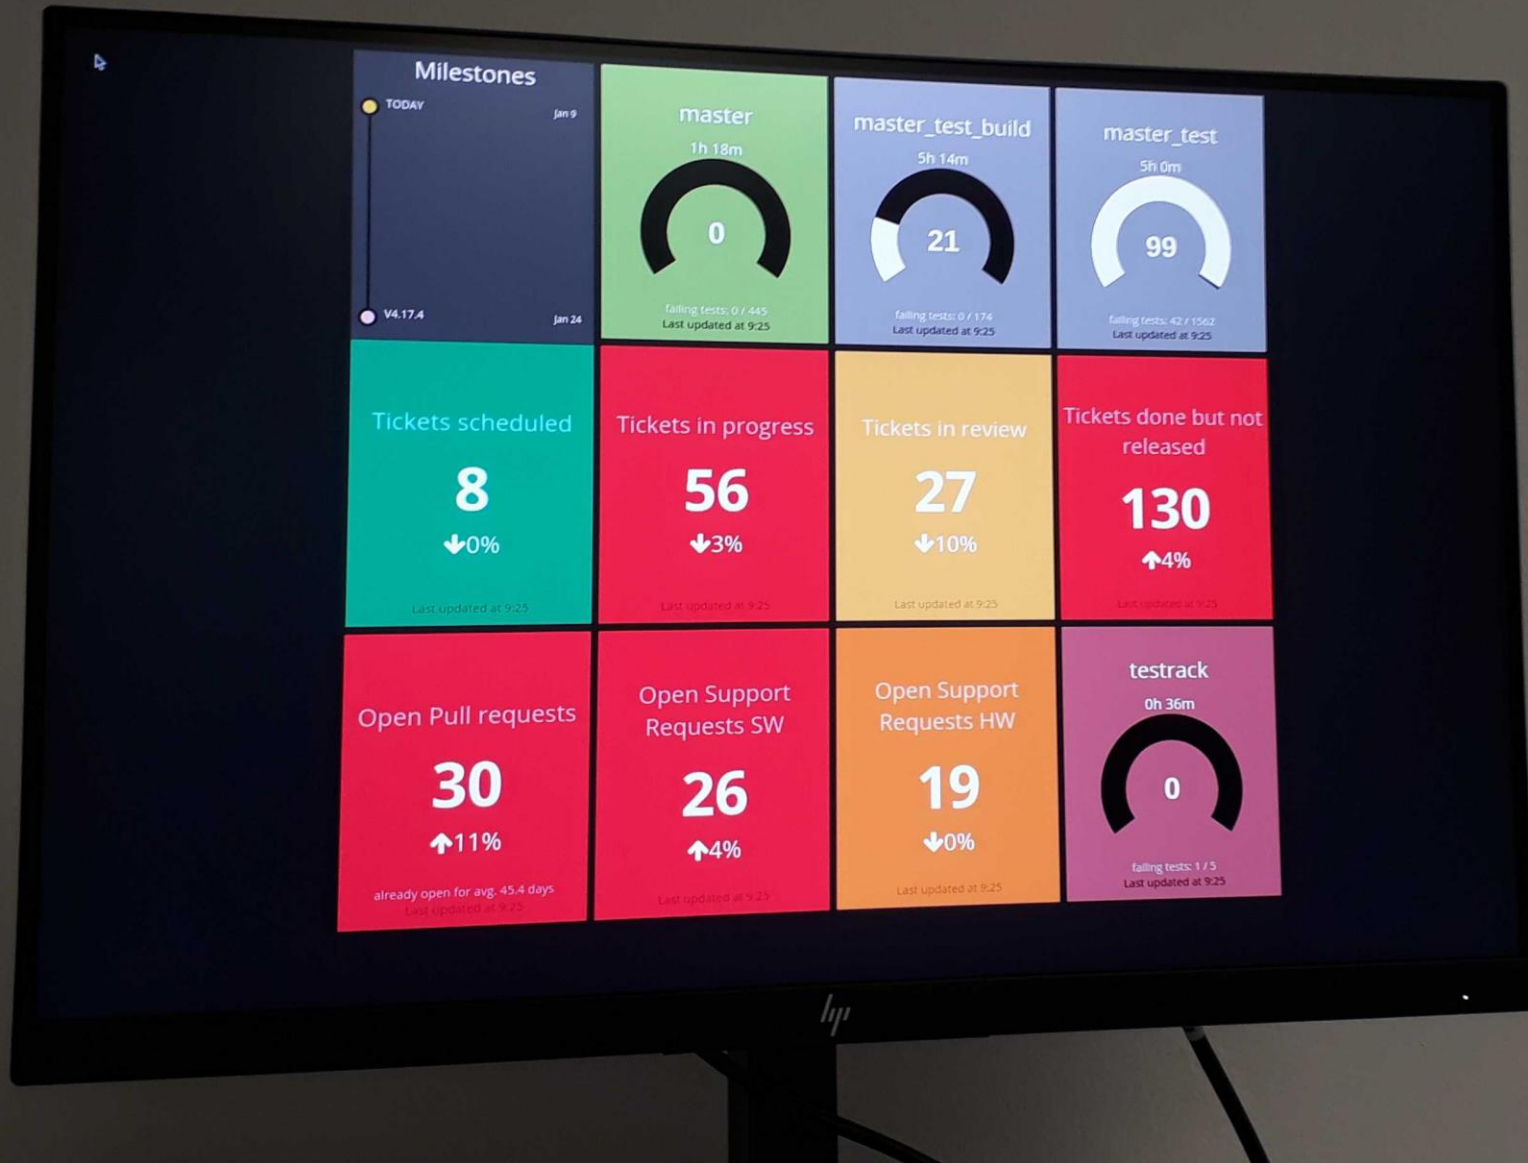 Milestones
TODAY
Jan 9
V4.17.4
Jan 24
master
1h 18m
0
failing tests: 0 / 445
Last updated at 9:25
master_test_build
5h 14m
21
failing tests: 0 / 174
Last updated at 9:25
master_test
5h 0m
99
failing tests: 42 / 1562
Last updated at 9:25
Tickets scheduled
8
↓0%
Last updated at 9:25
Tickets in progress
56
↓3%
Last updated at 9:25
Tickets in review
27
↓10%
Last updated at 9:25
Tickets done but not
released
130
↑4%
Last updated at 9:25
Open Pull requests
30
↑11%
already open for avg. 45.4 days
Last updated at 9:25
Open Support
Requests SW
26
↑4%
Last updated at 9:25
Open Support
Requests HW
19
↓0%
Last updated at 9:25
testrack
0h 36m
0
failing tests: 1 / 5
Last updated at 9:25
hp